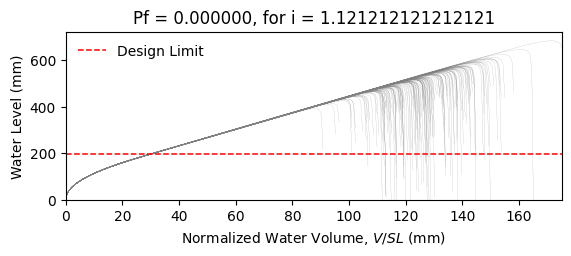 Pf = 0.000000, for i = 1.121212121212121
Water Level (mm)
600
400
200
0
Design Limit
0 20 40 60 80 100 120 140 160
Normalized Water Volume, V/SL (mm)